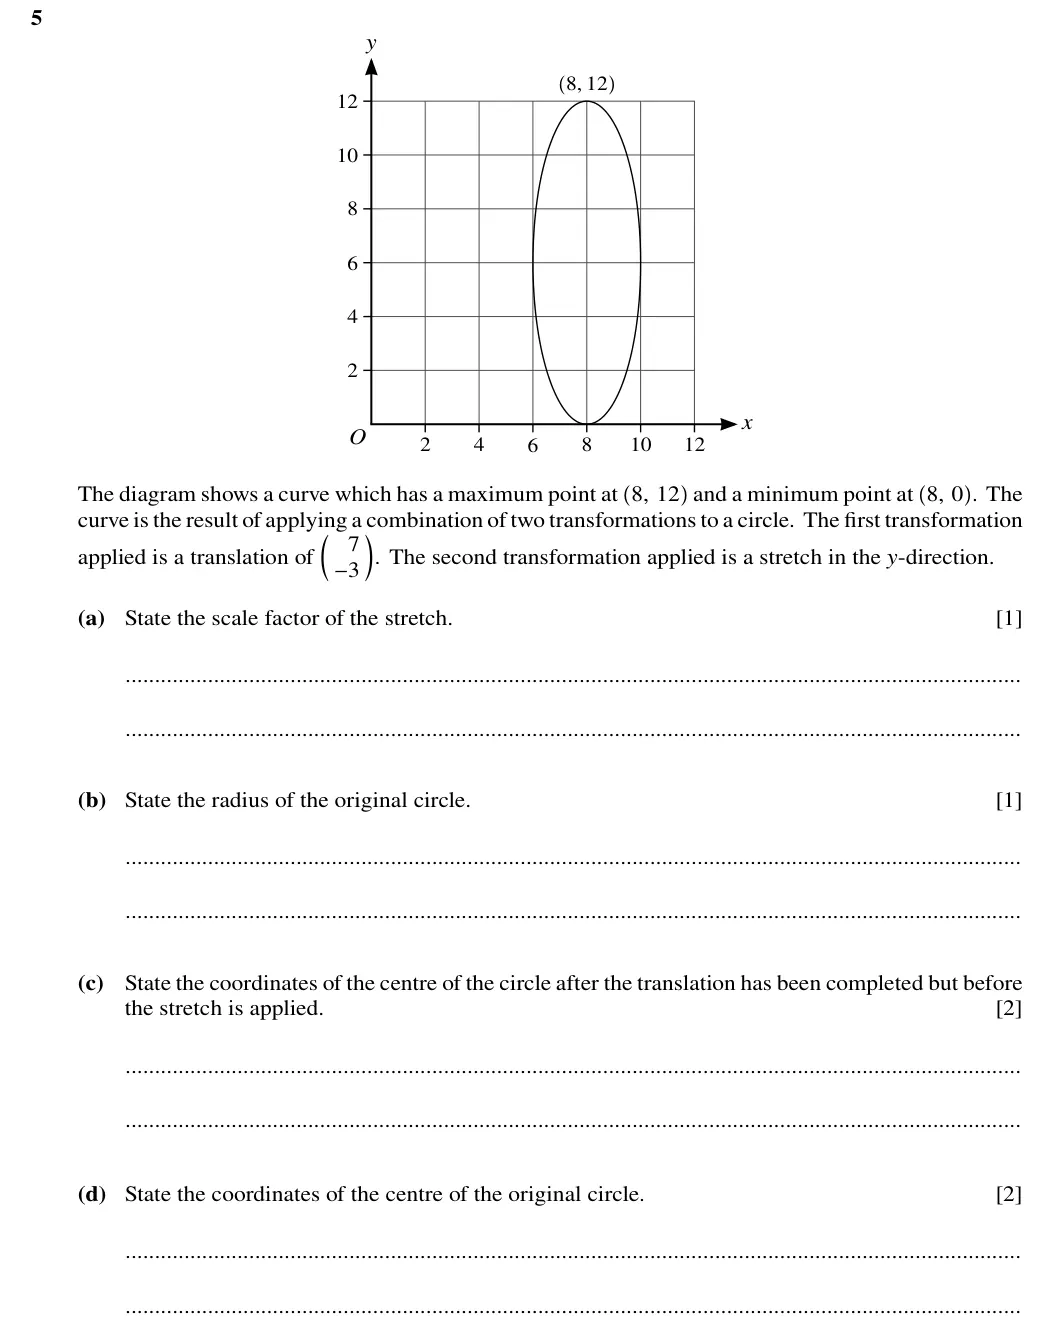 5
y
(8, 12)
12
10
8
6
4
2
O
2 4 6 8 10 12
x
The diagram shows a curve which has a maximum point at (8, 12) and a minimum point at (8, 0). The
curve is the result of applying a combination of two transformations to a circle. The first transformation
applied is a translation of (7 −3). The second transformation applied is a stretch in the y-direction.
(a) State the scale factor of the stretch. [1]
(b) State the radius of the original circle. [1]
(c) State the coordinates of the centre of the circle after the translation has been completed but before
the stretch is applied. [2]
(d) State the coordinates of the centre of the original circle. [2]